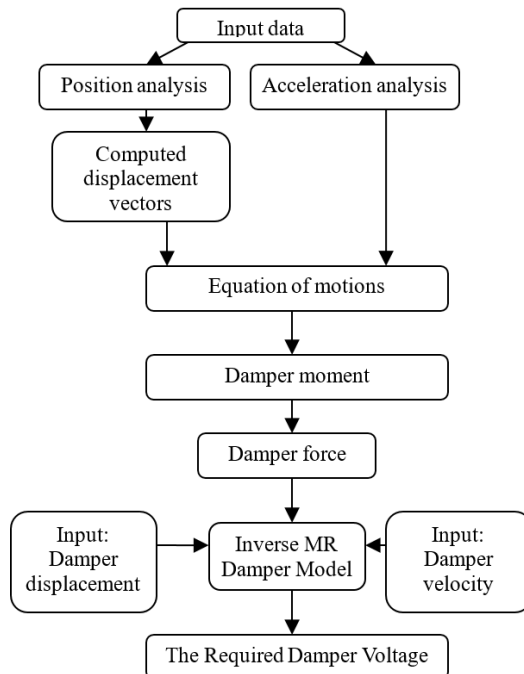 Input data
Position analysis
Acceleration analysis
Computed
displacement
vectors
Equation of motions
Damper moment
Damper force
Input:
Damper
displacement
Inverse MR
Damper Model
Input:
Damper
velocity
The Required Damper Voltage